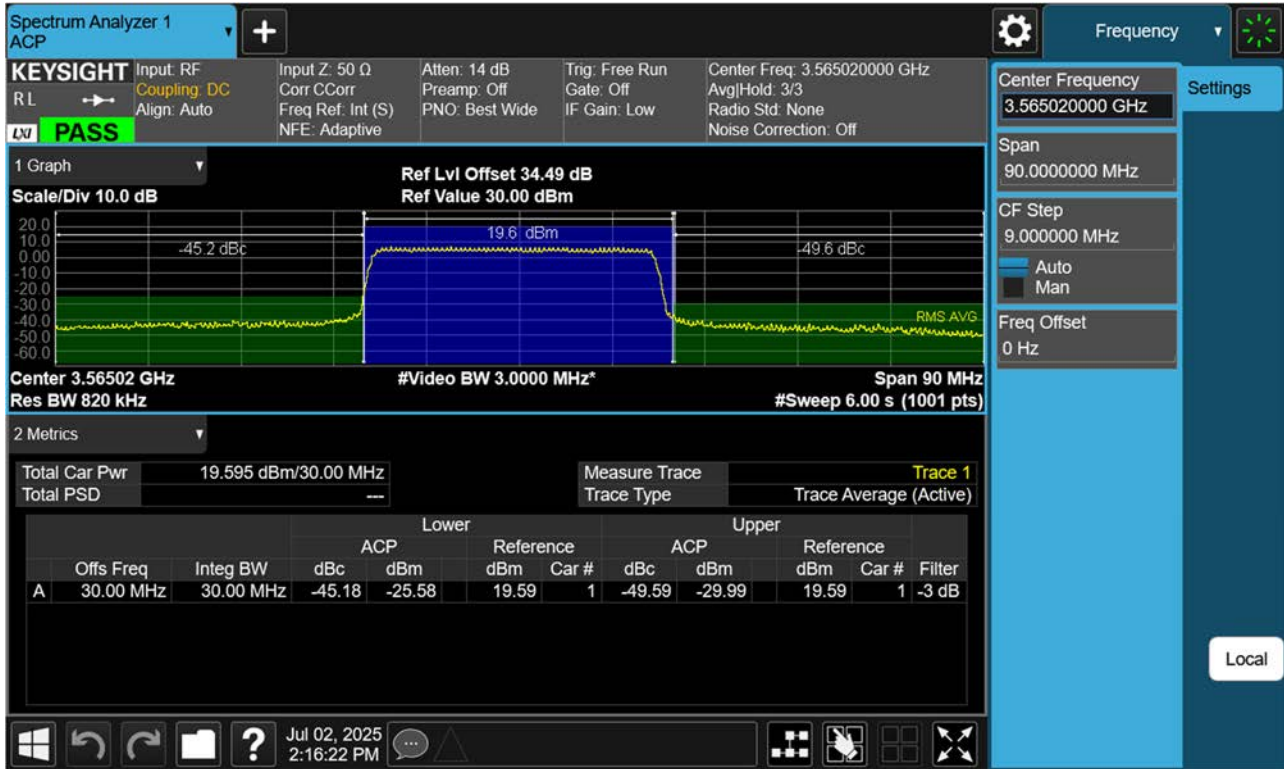 Spectrum Analyzer 1
ACP
Frequency
KEYSIGHT
R L
LXI PASS
Input: RF
Coupling: DC
Align: Auto
Input Z: 50 Ω
Corr CCorr
Freq Ref: Int (S)
NFE: Adaptive
Atten: 14 dB
Preamp: Off
PNO: Best Wide
Trig: Free Run
Gate: Off
IF Gain: Low
Center Freq: 3.565020000 GHz
Avg|Hold: 3/3
Radio Std: None
Noise Correction: Off
Center Frequency
3.565020000 GHz
Settings
Span
90.0000000 MHz
CF Step
9.000000 MHz
Auto
Man
Freq Offset
0 Hz
Local
1 Graph
Scale/Div 10.0 dB
Ref Lvl Offset 34.49 dB
Ref Value 30.00 dBm
20.0
10.0
0.00
-10.0
-20.0
-30.0
-40.0
-50.0
-60.0
-45.2 dBc
19.6 dBm
-49.6 dBc
RMS AVG
Center 3.56502 GHz #Video BW 3.0000 MHz* Span 90 MHz
Res BW 820 kHz #Sweep 6.00 s (1001 pts)
2 Metrics
Total Car Pwr 19.595 dBm/30.00 MHz Measure Trace Trace 1
Total PSD --- Trace Type Trace Average (Active)
Lower Upper
ACP Reference ACP Reference
Offs Freq Integ BW dBc dBm dBm Car # dBc dBm dBm Car # Filter
A 30.00 MHz 30.00 MHz -45.18 -25.58 19.59 1 -49.59 -29.99 19.59 1 -3 dB
Jul 02, 2025
2:16:22 PM